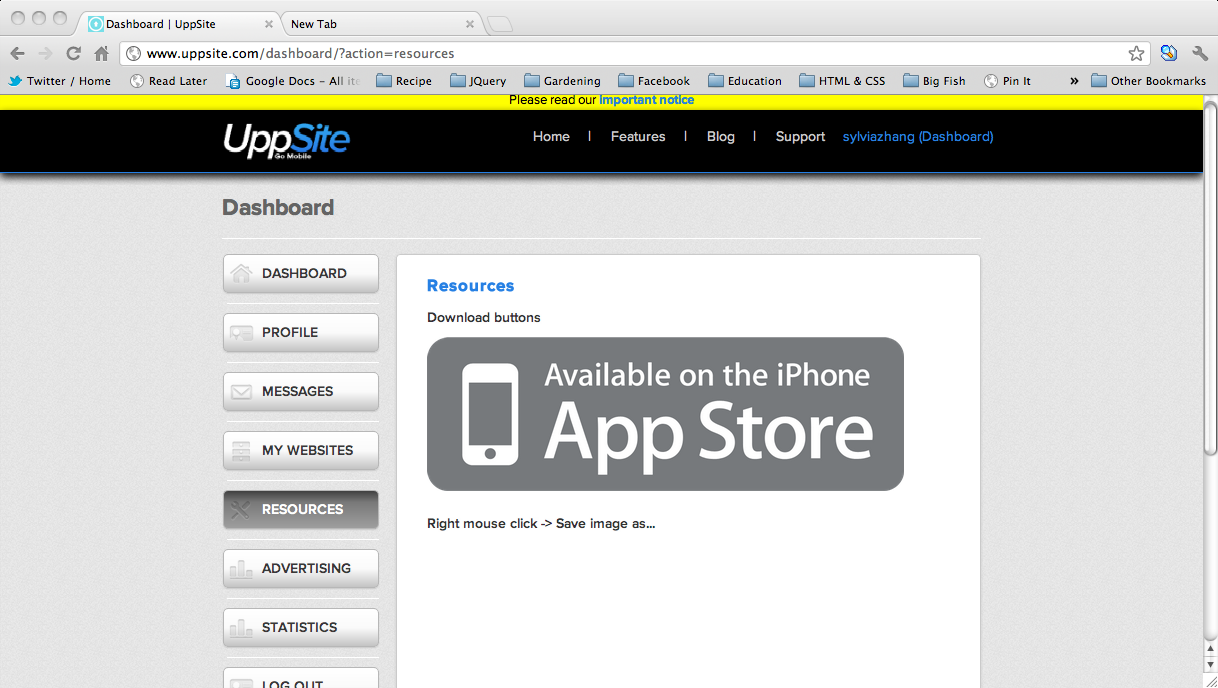 Dashboard | UppSite
New Tab
www.uppsite.com/dashboard/?action=resources
Twitter / Home Read Later Google Docs - All ite Recipe JQuery Gardening Facebook Education HTML & CSS Big Fish Pin It » Other Bookmarks
Please read our important notice
UppSite
Go Mobile
Home | Features | Blog | Support sylviazhang (Dashboard)
Dashboard
DASHBOARD
PROFILE
MESSAGES
MY WEBSITES
RESOURCES
ADVERTISING
STATISTICS
LOG OUT
Resources
Download buttons
Available on the iPhone
App Store
Right mouse click -> Save image as...